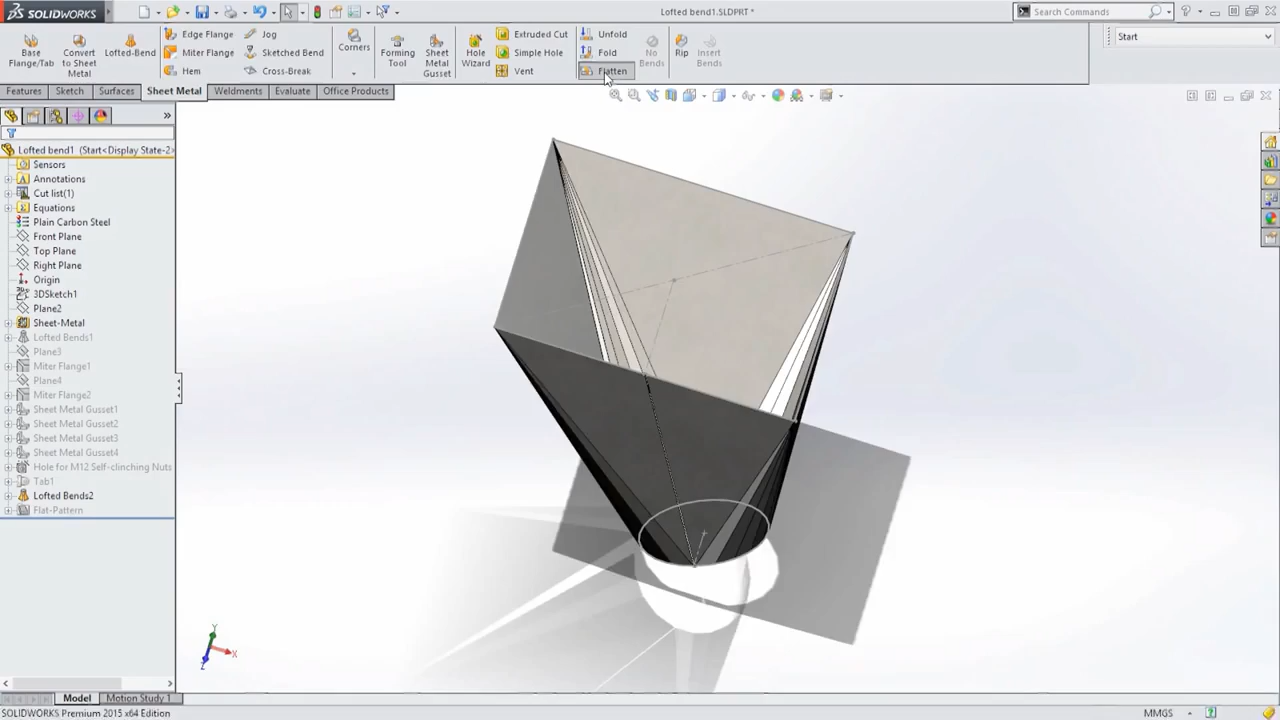 SOLIDWORKS
Lofted bend1.SLDPRT *
Search Commands
Base Flange/Tab
Convert to Sheet Metal
Lofted-Bend
Edge Flange
Miter Flange
Hem
Jog
Sketched Bend
Cross-Break
Corners
Forming Tool
Sheet Metal Gusset
Hole Wizard
Extruded Cut
Simple Hole
Vent
Unfold
Fold
Flatten
No Bends
Rip
Insert Bends
Start
Features
Sketch
Surfaces
Sheet Metal
Weldments
Evaluate
Office Products
Lofted bend1 (Start<Display State-2>
Sensors
Annotations
Cut list(1)
Equations
Plain Carbon Steel
Front Plane
Top Plane
Right Plane
Origin
3DSketch1
Plane2
Sheet-Metal
Lofted Bends1
Plane3
Miter Flange1
Plane4
Miter Flange2
Sheet Metal Gusset1
Sheet Metal Gusset2
Sheet Metal Gusset3
Sheet Metal Gusset4
Hole for M12 Self-clinching Nuts
Tab1
Lofted Bends2
Flat-Pattern
Y
X
Z
Model
Motion Study 1
SOLIDWORKS Premium 2015 x64 Edition
MMGS